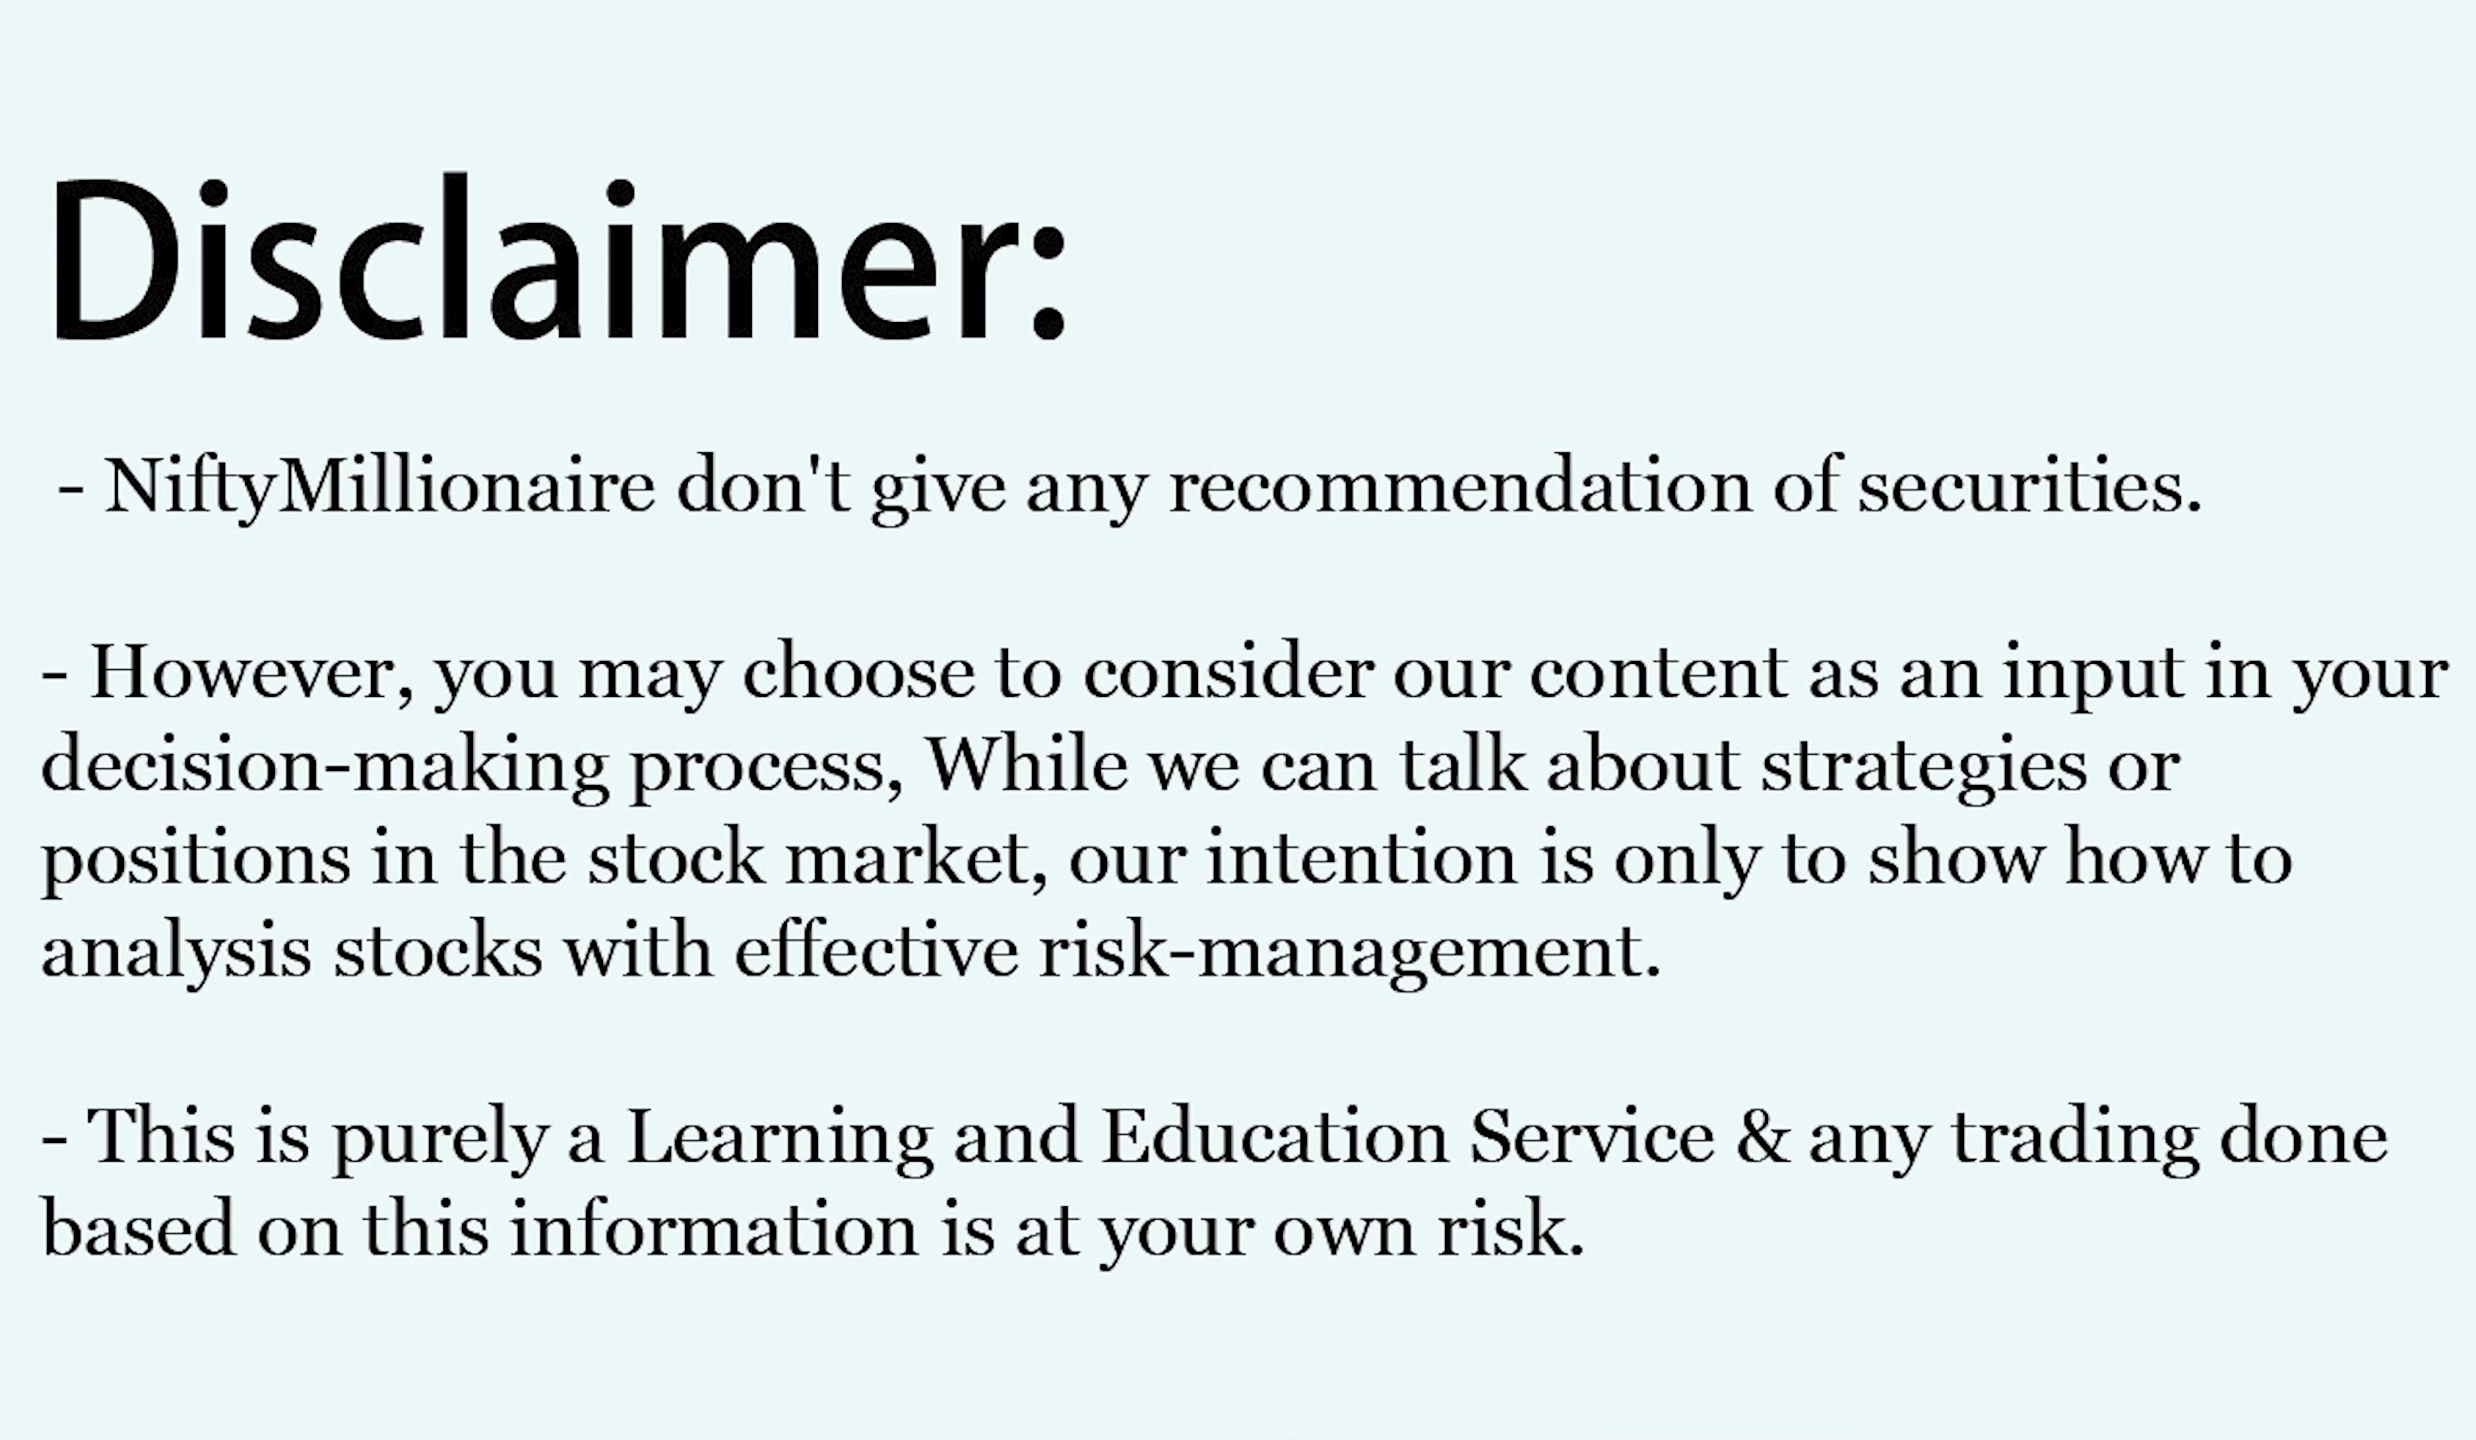 Disclaimer:
- NiftyMillionaire don't give any recommendation of securities.
- However, you may choose to consider our content as an input in your
decision-making process, While we can talk about strategies or
positions in the stock market, our intention is only to show how to
analysis stocks with effective risk-management.
- This is purely a Learning and Education Service & any trading done
based on this information is at your own risk.